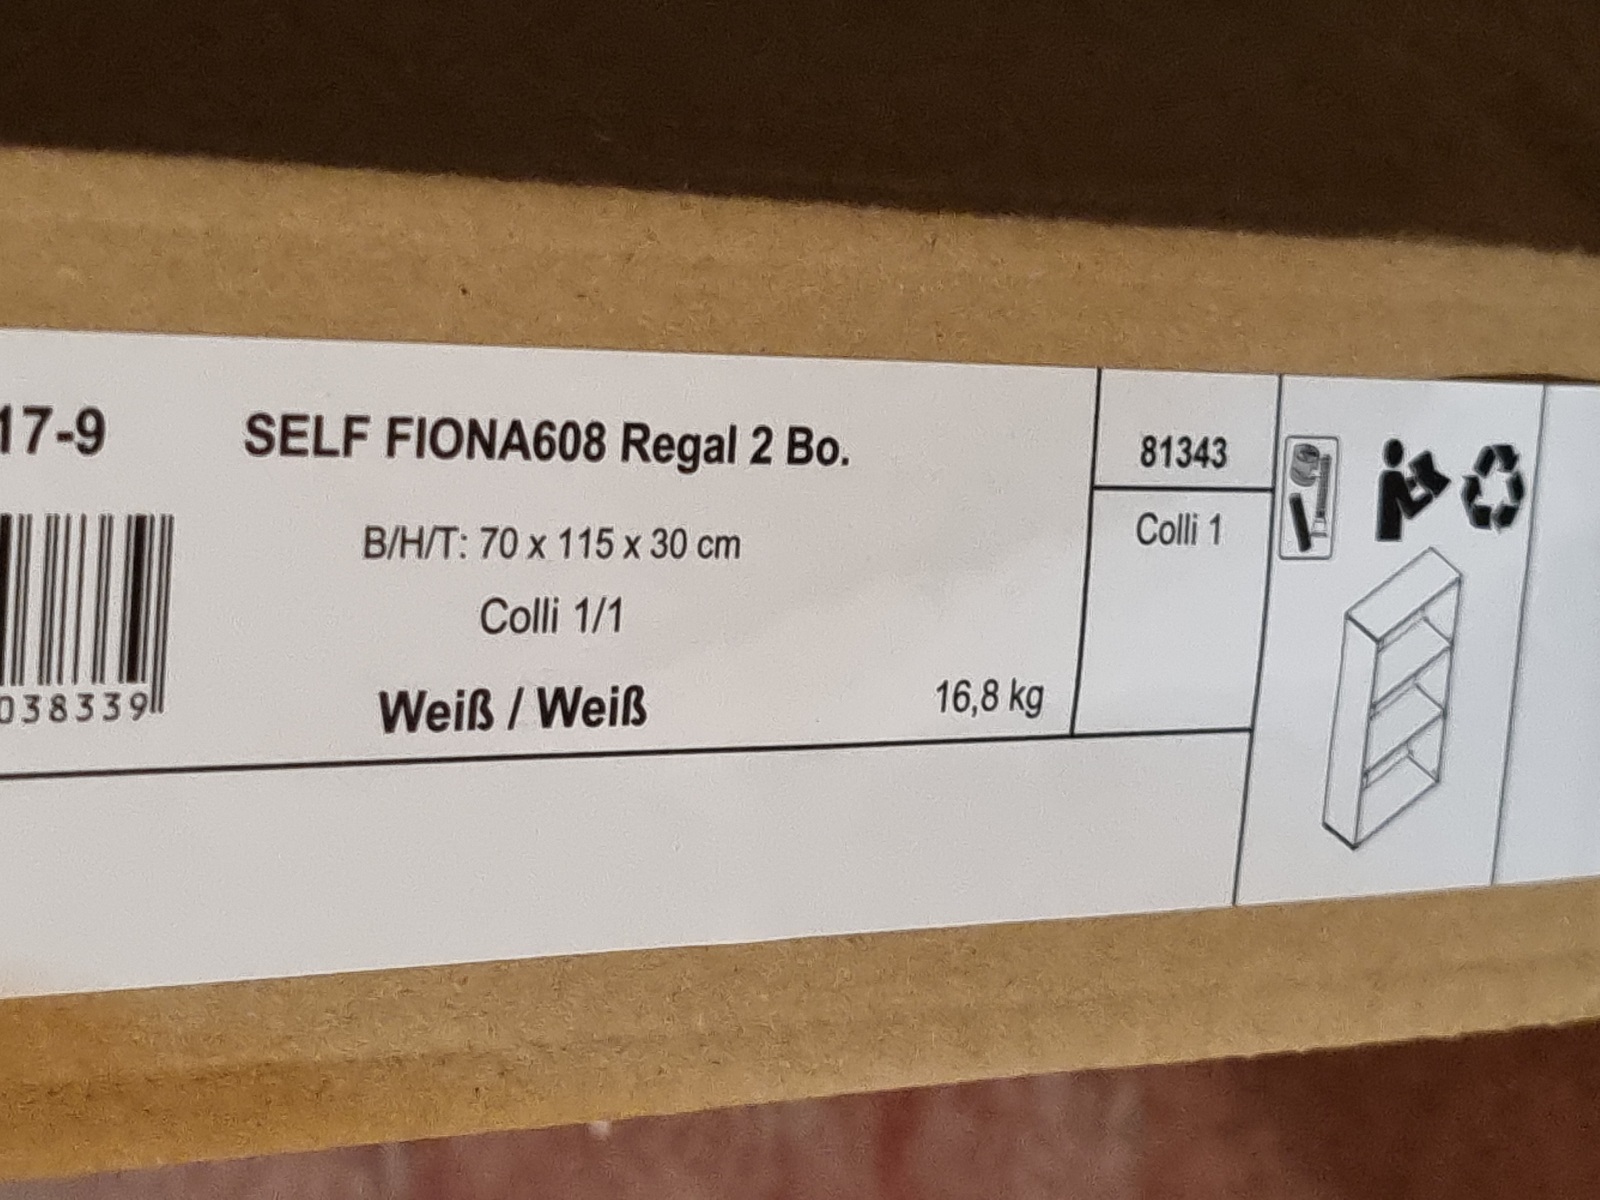 17-9
SELF FIONA608 Regal 2 Bo.
B/H/T: 70 x 115 x 30 cm
Colli 1/1
Weiß / Weiß
16,8 kg
038339
81343
Colli 1